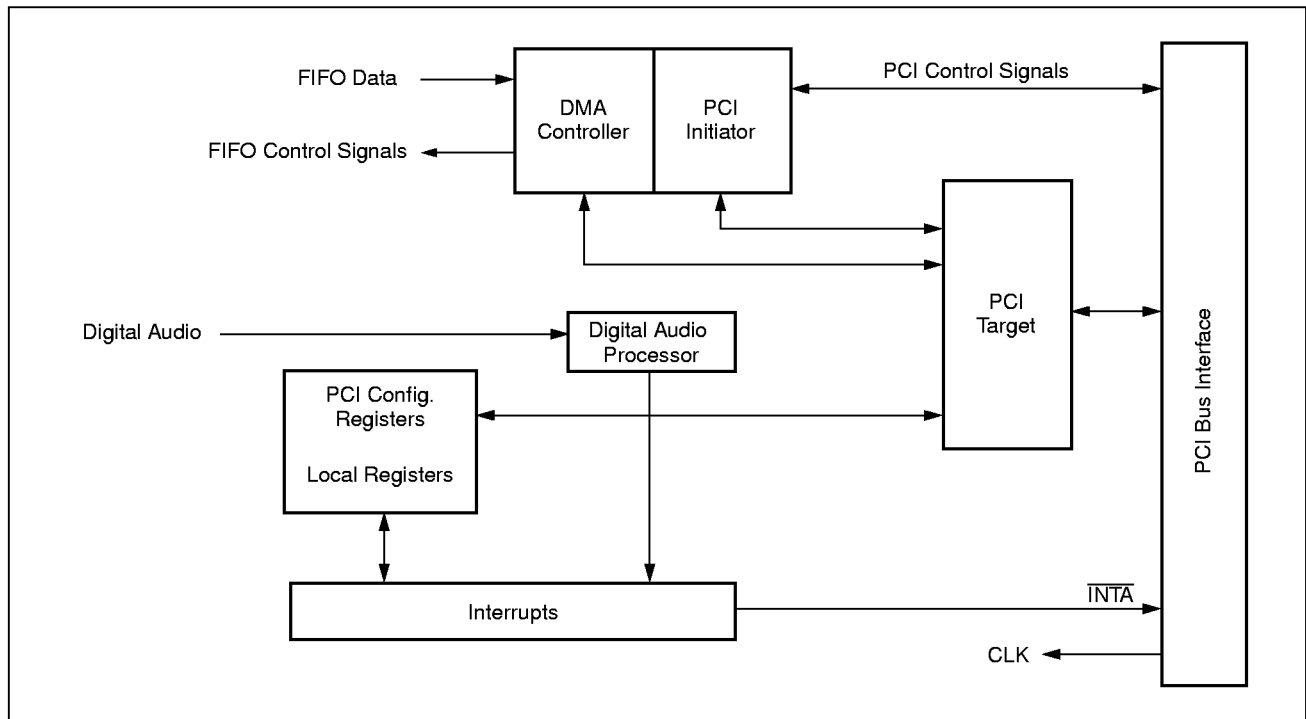 FIFO Data
FIFO Control Signals
DMA
Controller
PCI
Initiator
PCI Control Signals
PCI
Target
PCI Bus Interface
Digital Audio
Digital Audio
Processor
PCI Config.
Registers
Local Registers
Interrupts
INTA
CLK